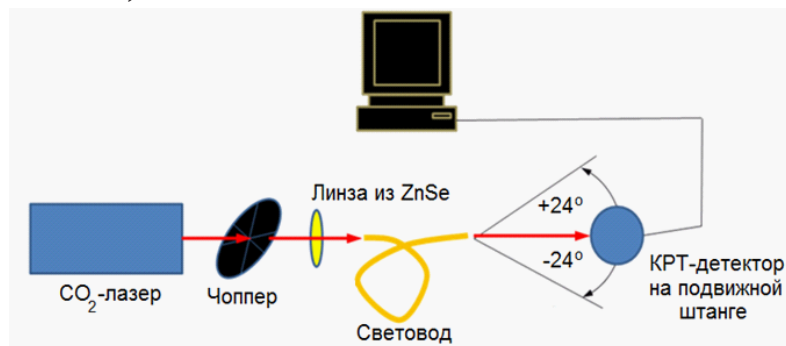 Линза из ZnSe
+24°
-24°
CO₂-лазер
Чоппер
Световод
КРТ-детектор
на подвижной
штанге